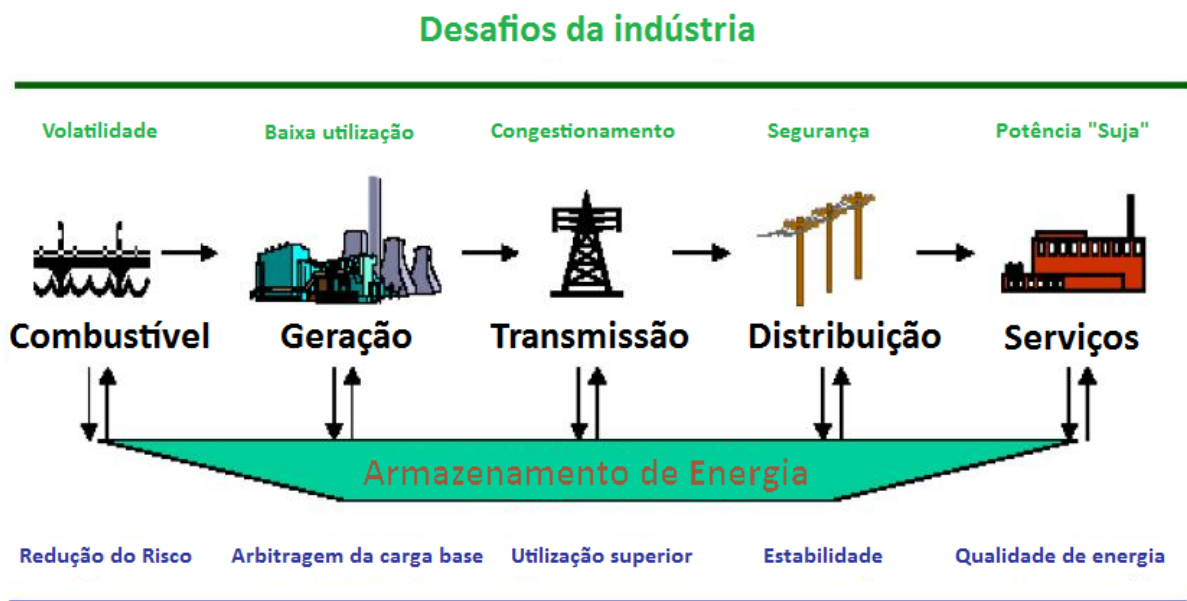 Desafios da indústria
Volatilidade Baixa utilização Congestionamento Segurança Potência "Suja"
Combustível Geração Transmissão Distribuição Serviços
Armazenamento de Energia
Redução do Risco Arbitragem da carga base Utilização superior Estabilidade Qualidade de energia